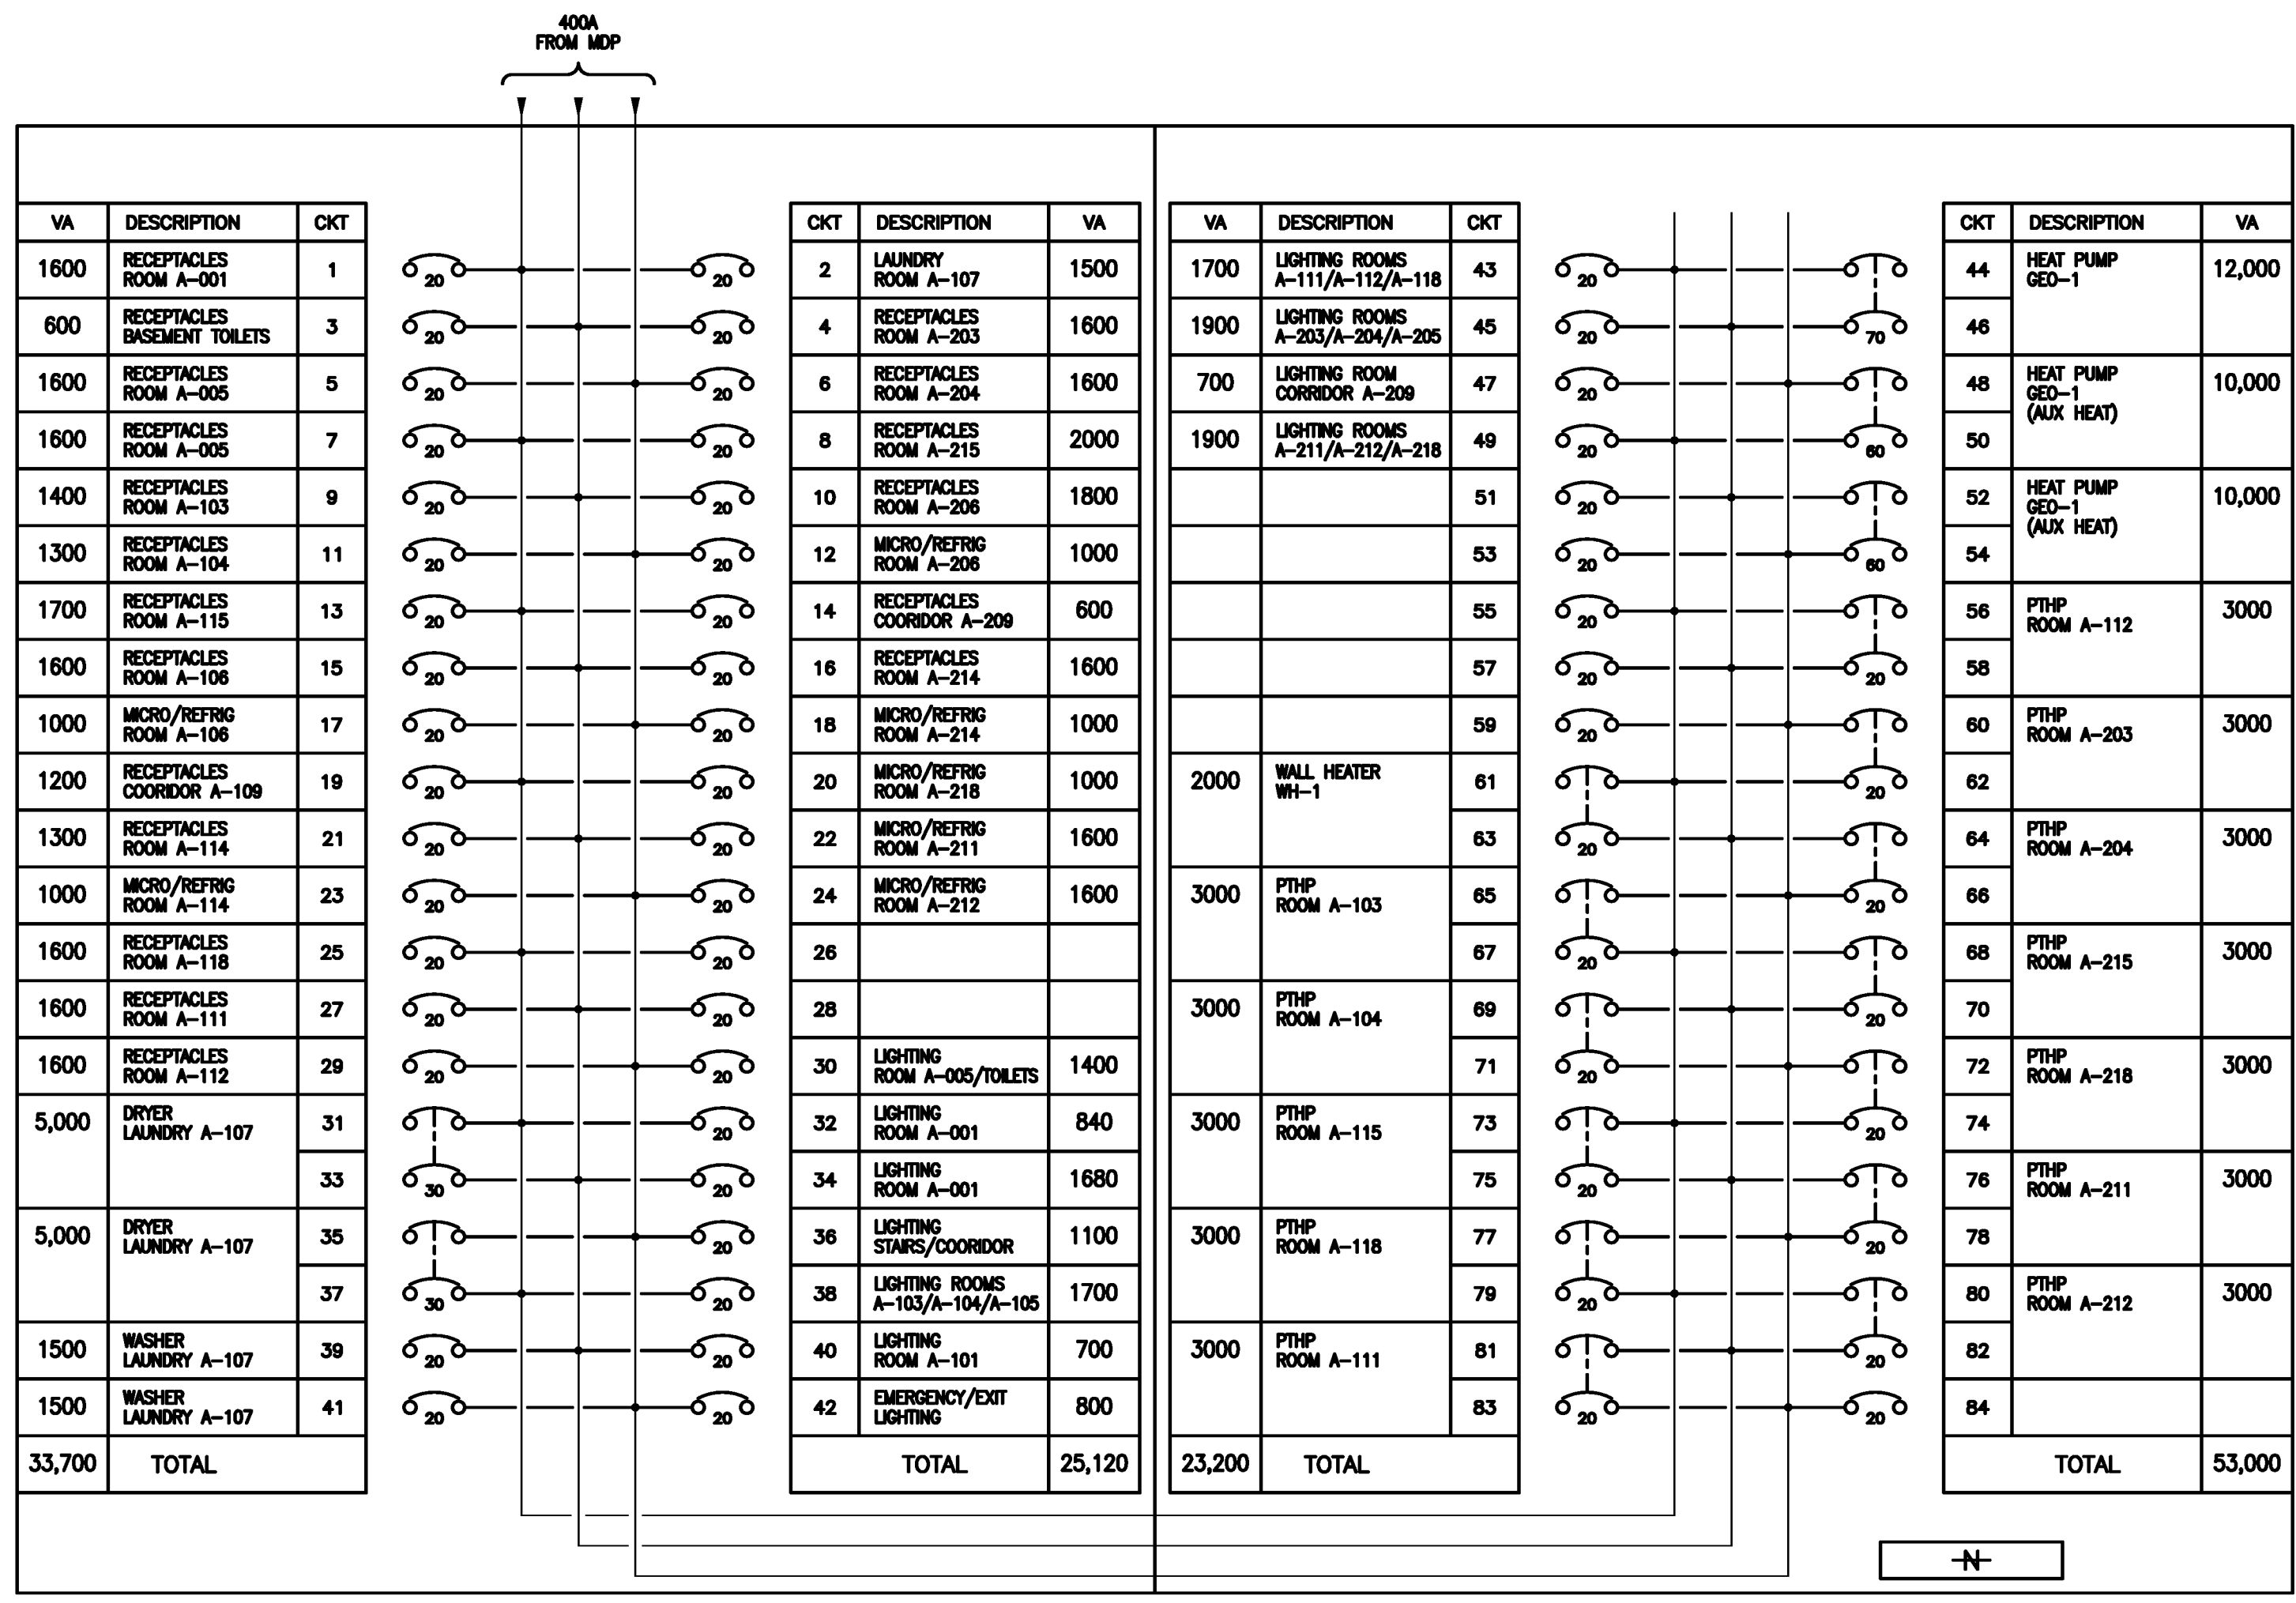 400A
FROM MDP
VA DESCRIPTION CKT
1600 RECEPTACLES ROOM A-001 1 20
600 RECEPTACLES BASEMENT TOILETS 3 20
1600 RECEPTACLES ROOM A-005 5 20
1600 RECEPTACLES ROOM A-005 7 20
1400 RECEPTACLES ROOM A-103 9 20
1300 RECEPTACLES ROOM A-104 11 20
1700 RECEPTACLES ROOM A-115 13 20
1600 RECEPTACLES ROOM A-106 15 20
1000 MICRO/REFRIG ROOM A-106 17 20
1200 RECEPTACLES COORIDOR A-109 19 20
1300 RECEPTACLES ROOM A-114 21 20
1000 MICRO/REFRIG ROOM A-114 23 20
1600 RECEPTACLES ROOM A-118 25 20
1600 RECEPTACLES ROOM A-111 27 20
1600 RECEPTACLES ROOM A-112 29 20
5,000 DRYER LAUNDRY A-107 31
33 30
5,000 DRYER LAUNDRY A-107 35
37 30
1500 WASHER LAUNDRY A-107 39 20
1500 WASHER LAUNDRY A-107 41 20
33,700 TOTAL
CKT DESCRIPTION VA
20 2 LAUNDRY ROOM A-107 1500
20 4 RECEPTACLES ROOM A-203 1600
20 6 RECEPTACLES ROOM A-204 1600
20 8 RECEPTACLES ROOM A-215 2000
20 10 RECEPTACLES ROOM A-206 1800
20 12 MICRO/REFRIG ROOM A-206 1000
20 14 RECEPTACLES COORIDOR A-209 600
20 16 RECEPTACLES ROOM A-214 1600
20 18 MICRO/REFRIG ROOM A-214 1000
20 20 MICRO/REFRIG ROOM A-218 1000
20 22 MICRO/REFRIG ROOM A-211 1600
20 24 MICRO/REFRIG ROOM A-212 1600
20 26
20 28
20 30 LIGHTING ROOM A-005/TOILETS 1400
20 32 LIGHTING ROOM A-001 840
20 34 LIGHTING ROOM A-001 1680
20 36 LIGHTING STAIRS/COORIDOR 1100
20 38 LIGHTING ROOMS A-103/A-104/A-105 1700
20 40 LIGHTING ROOM A-101 700
20 42 EMERGENCY/EXIT LIGHTING 800
TOTAL 25,120
VA DESCRIPTION CKT
1700 LIGHTING ROOMS A-111/A-112/A-118 43 20
1900 LIGHTING ROOMS A-203/A-204/A-205 45 20
700 LIGHTING ROOM CORRIDOR A-209 47 20
1900 LIGHTING ROOMS A-211/A-212/A-218 49 20
51 20
53 20
55 20
57 20
59 20
2000 WALL HEATER WH-1 61
63 20
3000 PTHP ROOM A-103 65
67 20
3000 PTHP ROOM A-104 69
71 20
3000 PTHP ROOM A-115 73
75 20
3000 PTHP ROOM A-118 77
79 20
3000 PTHP ROOM A-111 81
83 20
23,200 TOTAL
CKT DESCRIPTION VA
44 HEAT PUMP GEO-1 12,000
70 46
48 HEAT PUMP GEO-1 (AUX HEAT) 10,000
60 50
52 HEAT PUMP GEO-1 (AUX HEAT) 10,000
60 54
56 PTHP ROOM A-112 3000
20 58
60 PTHP ROOM A-203 3000
20 62
64 PTHP ROOM A-204 3000
20 66
68 PTHP ROOM A-215 3000
20 70
72 PTHP ROOM A-218 3000
20 74
76 PTHP ROOM A-211 3000
20 78
80 PTHP ROOM A-212 3000
20 82
20 84
TOTAL 53,000
N